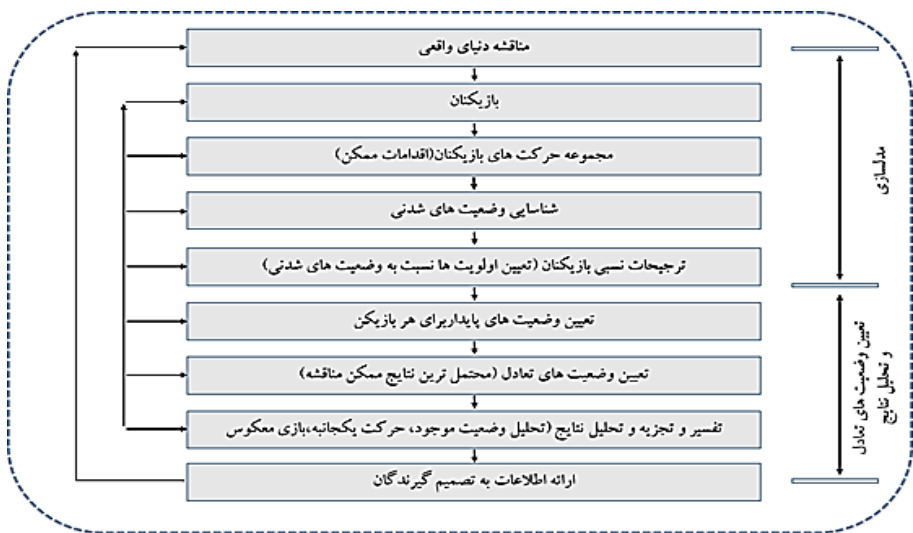 مناقشه دنیای واقعی
بازیکنان
مجموعه حرکت های بازیکنان(اقدامات ممکن)
شناسایی وضعیت های شدنی
ترجیحات نسبی بازیکنان (تعیین اولویت ها نسبت به وضعیت های شدنی)
تعیین وضعیت های پایداربرای هر بازیکن
تعیین وضعیت های تعادل (محتمل ترین نتایج ممکن مناقشه)
تفسیر و تجزیه و تحلیل نتایج (تحلیل وضعیت موجود، حرکت یکجانبه،بازی معکوس
ارائه اطلاعات به تصمیم گیرندگان
مدلسازی
تعیین وضعیت های تعادل
و تحلیل نتایج